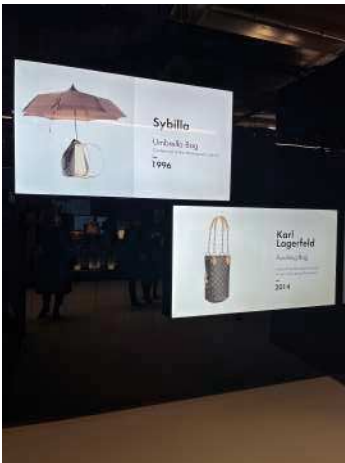 Sybilla
Umbrella Bag
1996
Karl
Lagerfeld
Punching Bag
2014